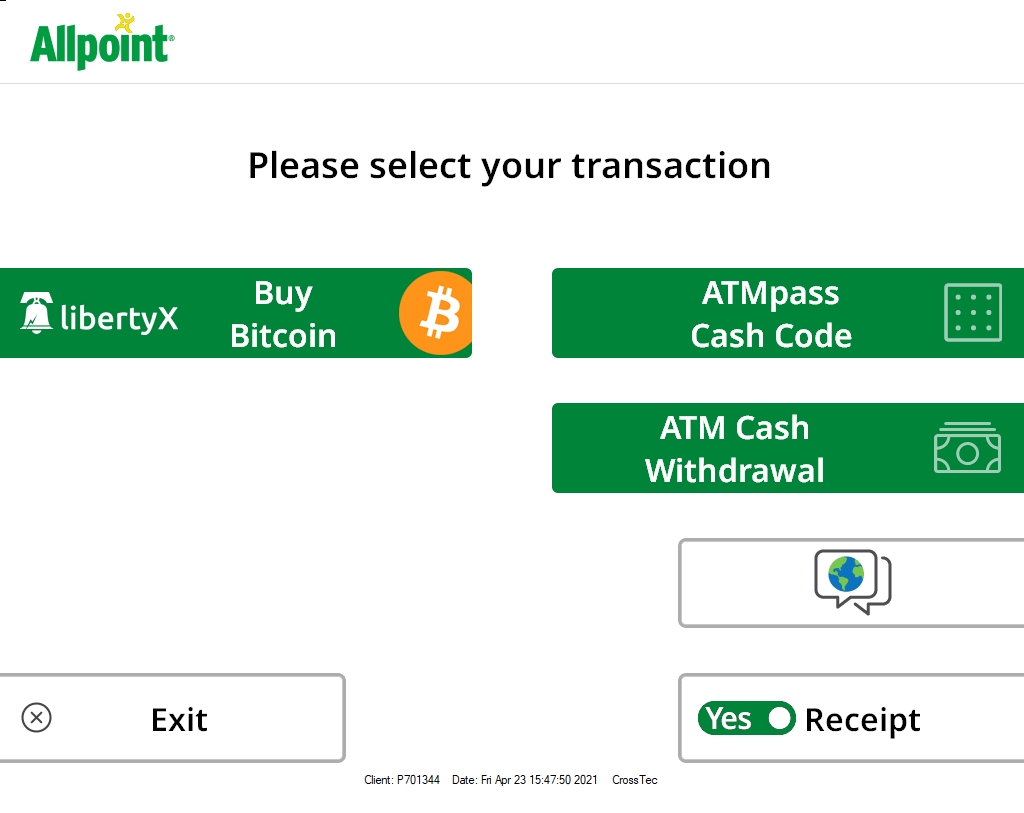 Allpoint®
Please select your transaction
libertyX
Buy
Bitcoin
ATMpass
Cash Code
ATM Cash
Withdrawal
Exit
Yes Receipt
Client: P701344 Date: Fri Apr 23 15:47:50 2021 CrossTec